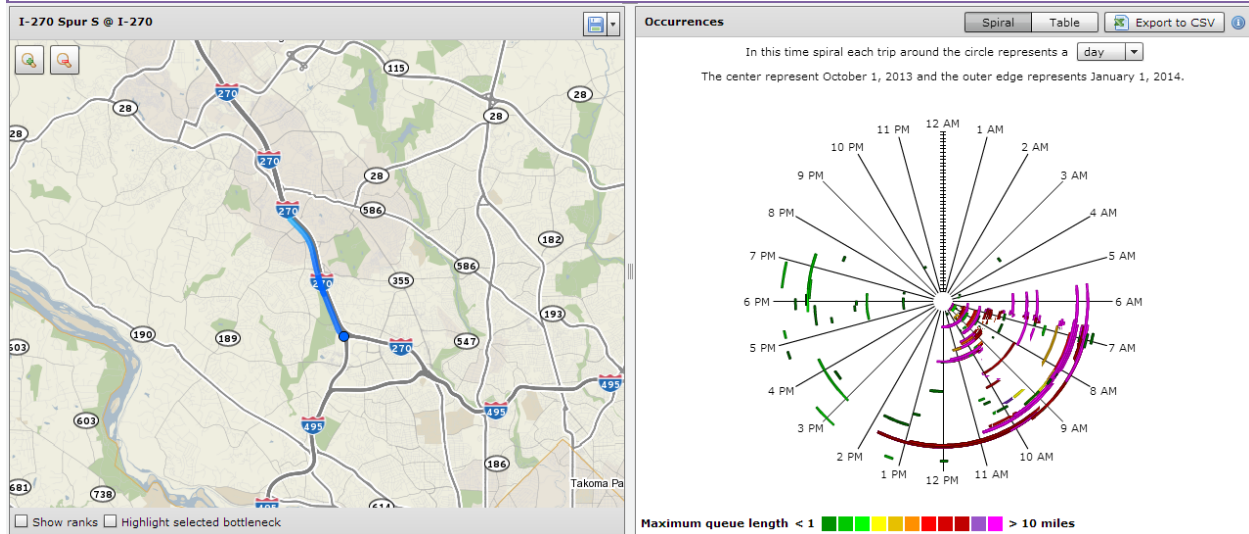 I-270 Spur S @ I-270
115
270
28
28
28
28
270
28
270
586
182
586
270
355
193
190
189
547
603
270
495
495
603
495
186
Takoma Pa
681
738
495
614
Show ranks
Highlight selected bottleneck
Occurrences
Spiral
Table
Export to CSV
In this time spiral each trip around the circle represents a day
The center represent October 1, 2013 and the outer edge represents January 1, 2014.
12 AM
11 PM
1 AM
10 PM
2 AM
9 PM
3 AM
8 PM
4 AM
7 PM
5 AM
6 PM
6 AM
5 PM
7 AM
4 PM
8 AM
3 PM
9 AM
2 PM
10 AM
1 PM
11 AM
12 PM
Maximum queue length < 1
> 10 miles